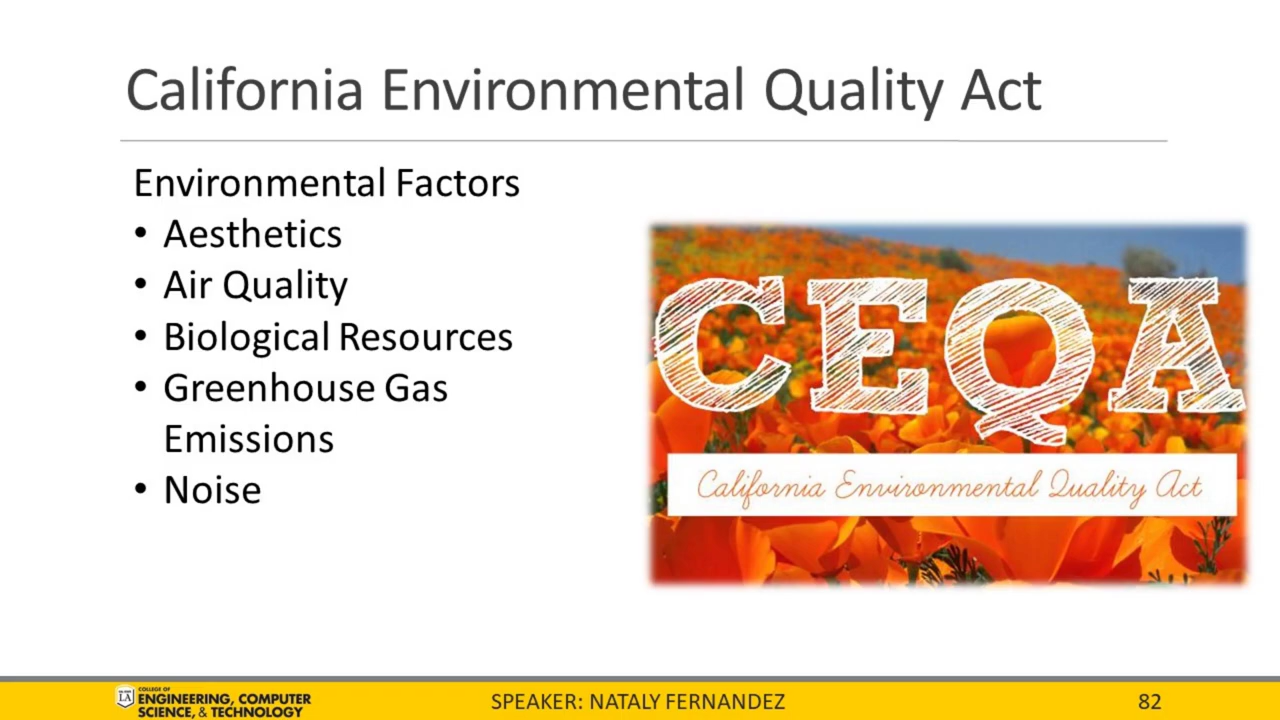 California Environmental Quality Act
Environmental Factors
• Aesthetics
• Air Quality
• Biological Resources
• Greenhouse Gas
Emissions
• Noise
CEQA
California Environmental Quality Act
LA
COLLEGE OF
ENGINEERING, COMPUTER
SCIENCE, & TECHNOLOGY
SPEAKER: NATALY FERNANDEZ
82